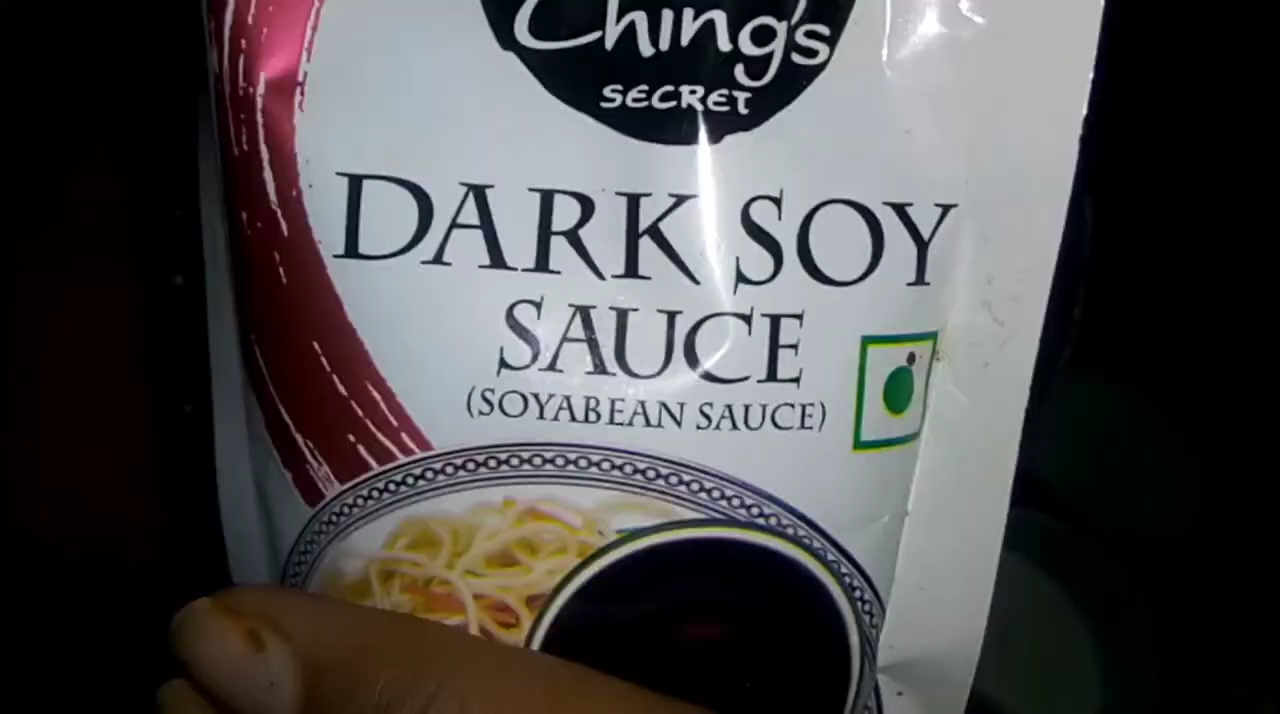 Ching's
SECRET
DARK SOY
SAUCE
(SOYABEAN SAUCE)